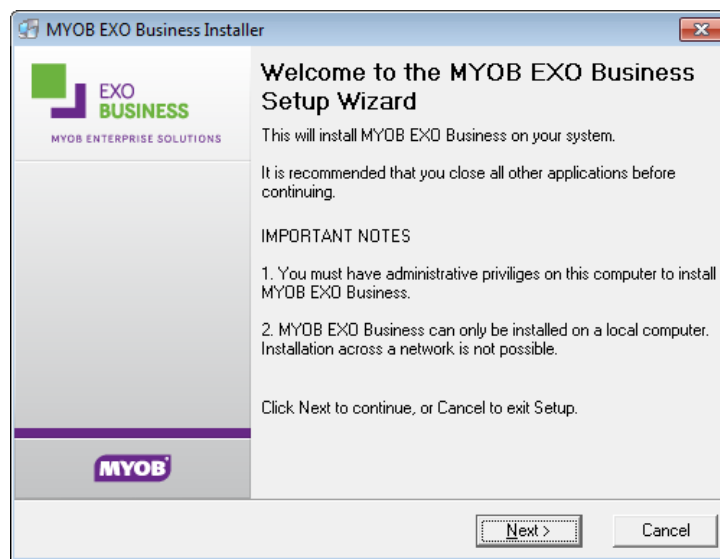 MYOB EXO Business Installer
EXO
BUSINESS
MYOB ENTERPRISE SOLUTIONS
Welcome to the MYOB EXO Business
Setup Wizard
This will install MYOB EXO Business on your system.
It is recommended that you close all other applications before
continuing.
IMPORTANT NOTES
1. You must have administrative priviliges on this computer to install
MYOB EXO Business.
2. MYOB EXO Business can only be installed on a local computer.
Installation across a network is not possible.
Click Next to continue, or Cancel to exit Setup.
MYOB
Next >
Cancel